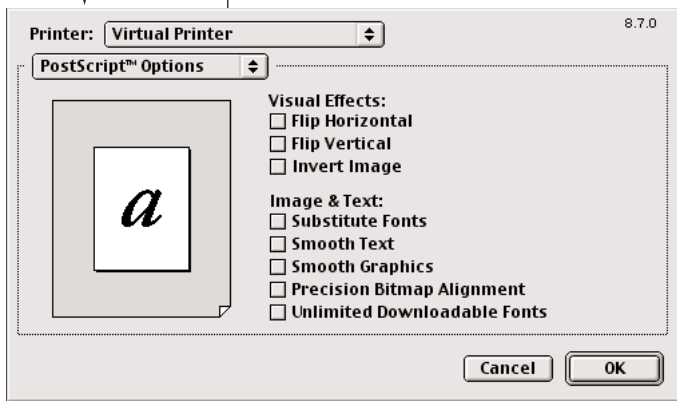 8.7.0
Printer: Virtual Printer
PostScript™ Options
Visual Effects:
Flip Horizontal
Flip Vertical
Invert Image
a
Image & Text:
Substitute Fonts
Smooth Text
Smooth Graphics
Precision Bitmap Alignment
Unlimited Downloadable Fonts
Cancel OK